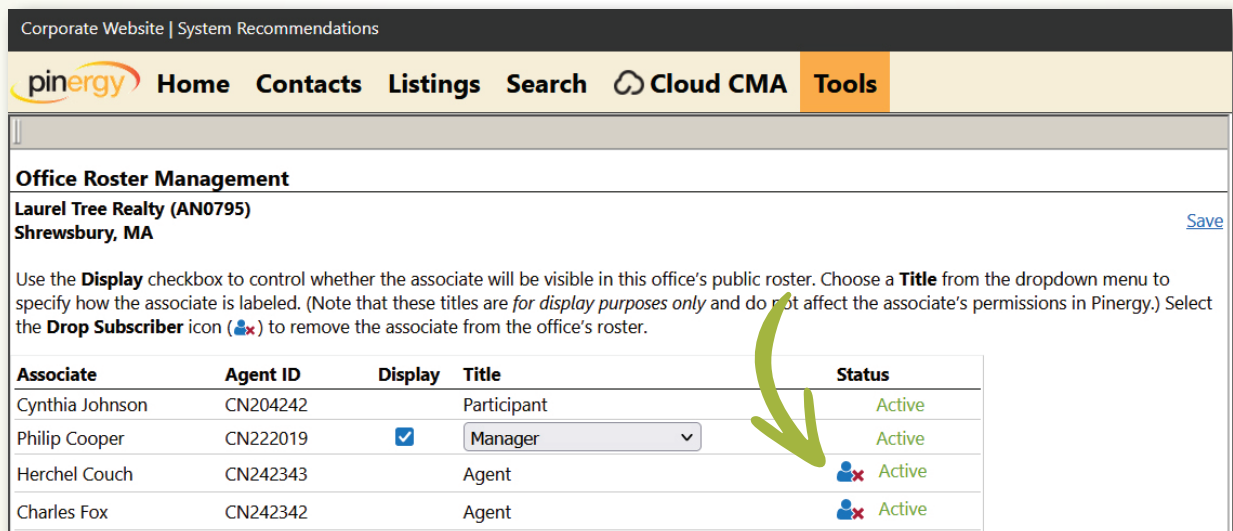 Corporate Website | System Recommendations
pinergy Home Contacts Listings Search Cloud CMA Tools
Office Roster Management
Laurel Tree Realty (AN0795)
Shrewsbury, MA
Save
Use the Display checkbox to control whether the associate will be visible in this office's public roster. Choose a Title from the dropdown menu to
specify how the associate is labeled. (Note that these titles are for display purposes only and do not affect the associate's permissions in Pinergy.) Select
the Drop Subscriber icon ( ) to remove the associate from the office's roster.
Associate Agent ID Display Title Status
Cynthia Johnson CN204242 Participant Active
Philip Cooper CN222019 Manager Active
Herchel Couch CN242343 Agent Active
Charles Fox CN242342 Agent Active